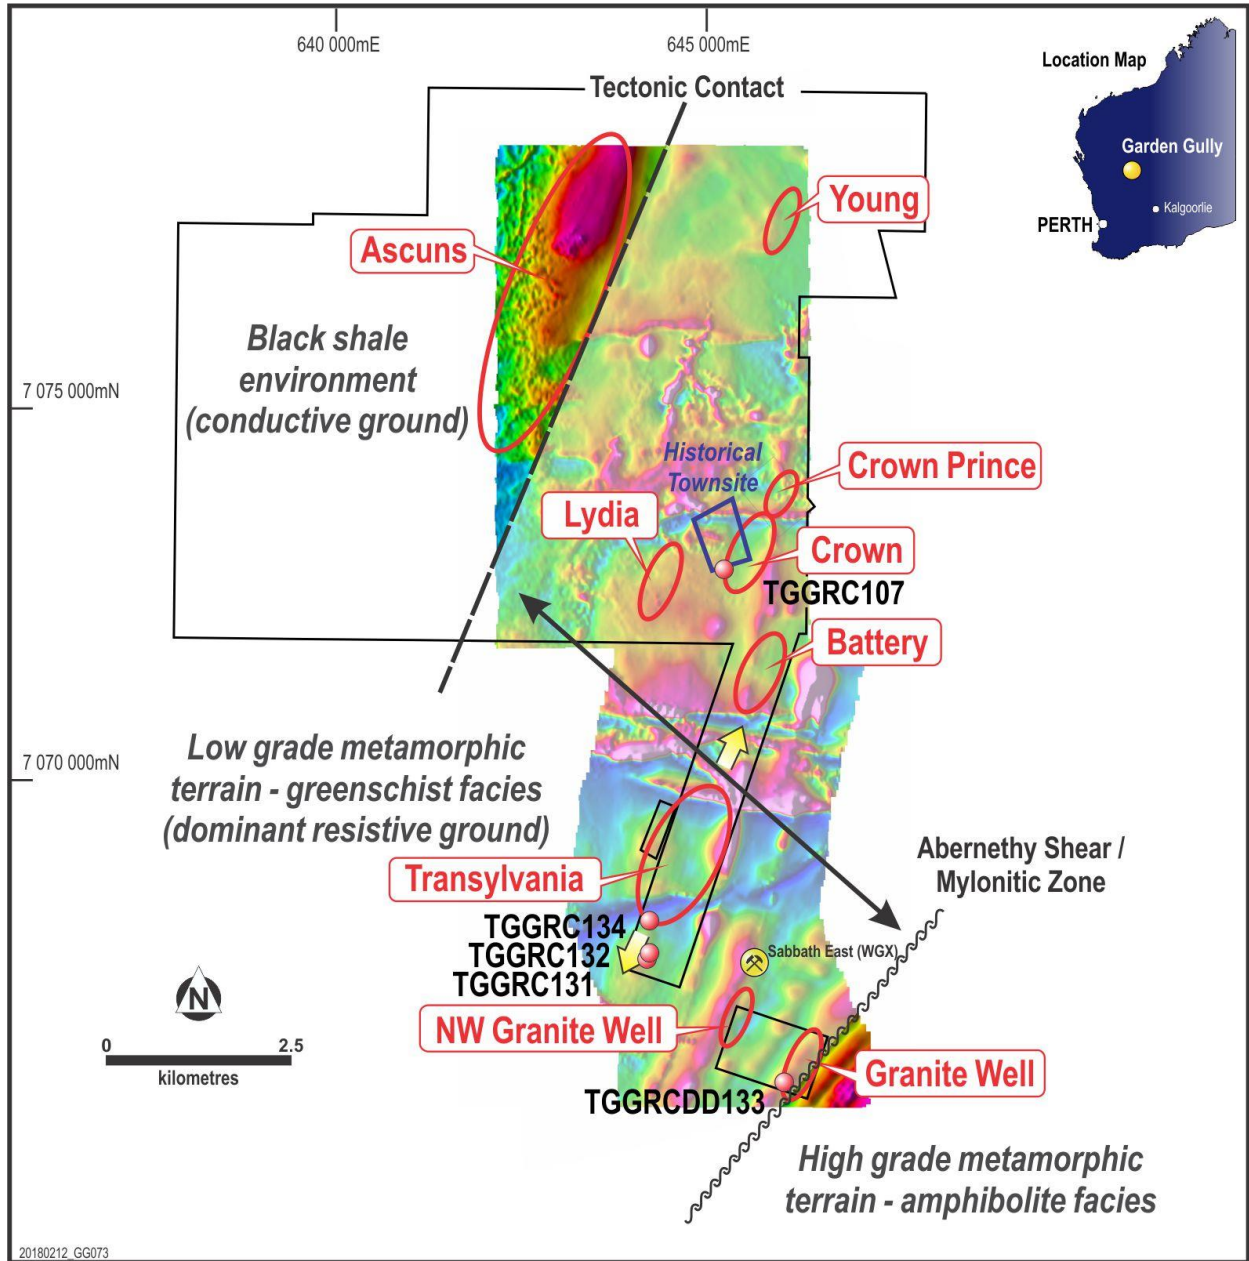 640 000mE
645 000mE
Tectonic Contact
Location Map
Garden Gully
Kalgoorlie
PERTH
Young
Ascuns
Black shale
environment
(conductive ground)
7 075 000mN
Historical
Townsite
Crown Prince
Lydia
Crown
TGGRC107
Battery
Low grade metamorphic
terrain - greenschist facies
(dominant resistive ground)
7 070 000mN
Abernethy Shear /
Mylonitic Zone
Transylvania
TGGRC134
TGGRC132
TGGRC131
Sabbath East (WGX)
N
NW Granite Well
Granite Well
0 2.5
kilometres
TGGRCDD133
High grade metamorphic
terrain - amphibolite facies
20180212_GG073